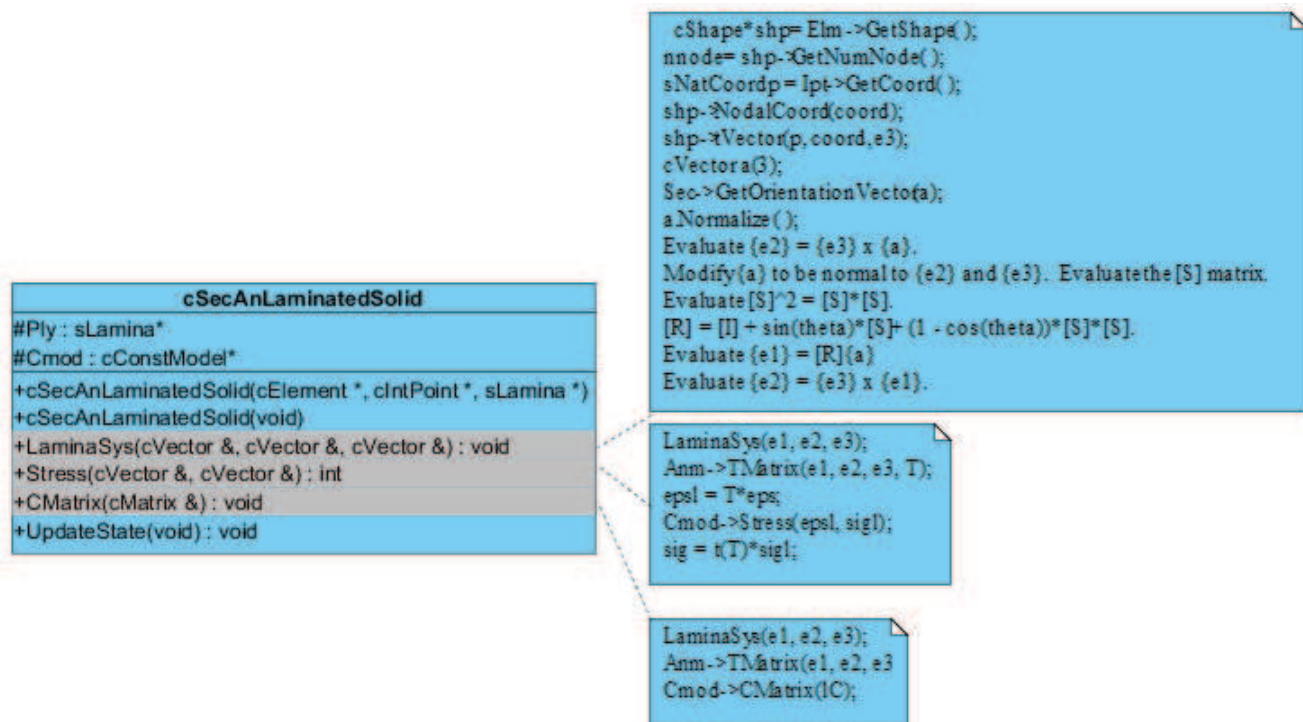 cShape* shp= Elm ->GetShape( );
nnode= shp->GetNumNode( );
sNatCoordp = Ipt->GetCoord( );
shp->NodalCoord(coord);
shp->tVector(p, coord,e3);
cVector a(3);
Sec->GetOrientationVector(a);
a.Normalize( );
Evaluate {e2} = {e3} x {a}.
Modify{a} to be normal to {e2} and {e3}. Evaluate the [S] matrix.
Evaluate [S]^2 = [S]*[S].
[R] = [I] + sin(theta)*[S]+ (1 - cos(theta))*[S]*[S].
Evaluate {e1} = [R]{a}
Evaluate {e2} = {e3} x {e1}.
cSecAnLaminatedSolid
#Ply : sLamina*
#Cmod : cConstModel*
+cSecAnLaminatedSolid(cElement *, cIntPoint *, sLamina *)
+cSecAnLaminatedSolid(void)
+LaminaSys(cVector &, cVector &, cVector &) : void
+Stress(cVector &, cVector &) : int
+CMatrix(cMatrix &) : void
+UpdateState(void) : void
LaminaSys(e1, e2, e3);
Anm->TMatrix(e1, e2, e3, T);
epsl = T*eps;
Cmod->Stress(epsl, sigl);
sig = t(T)*sigl;
LaminaSys(e1, e2, e3);
Anm->TMatrix(e1, e2, e3
Cmod->CMatrix(lC);